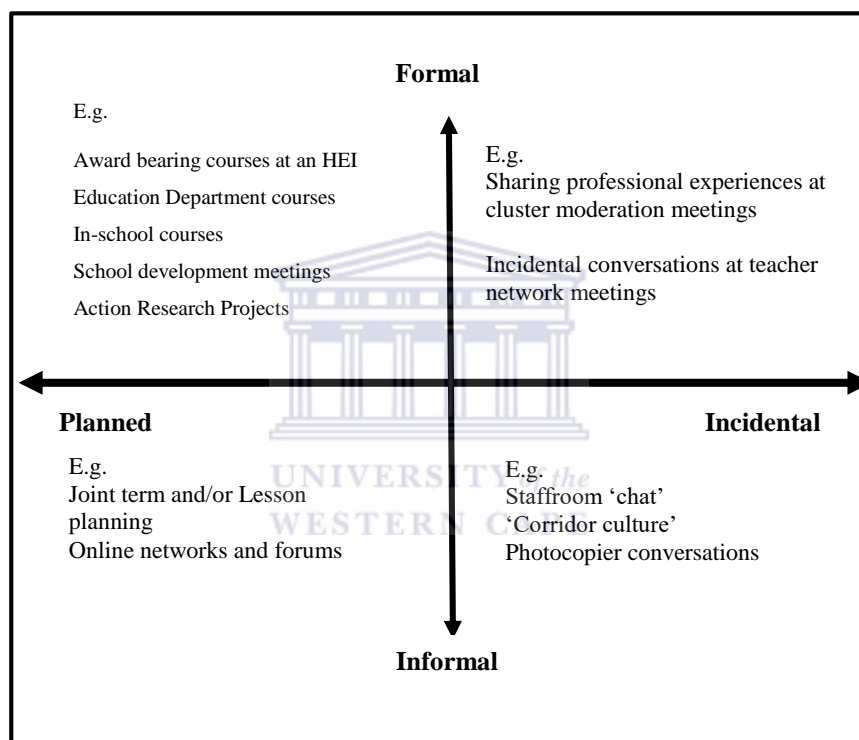 Formal
E.g.
Award bearing courses at an HEI
Education Department courses
In-school courses
School development meetings
Action Research Projects
E.g.
Sharing professional experiences at
cluster moderation meetings
Incidental conversations at teacher
network meetings
Planned
Incidental
E.g.
Joint term and/or Lesson
planning
Online networks and forums
E.g.
Staffroom ‘chat’
‘Corridor culture’
Photocopier conversations
UNIVERSITY of the
WESTERN CAPE
Informal